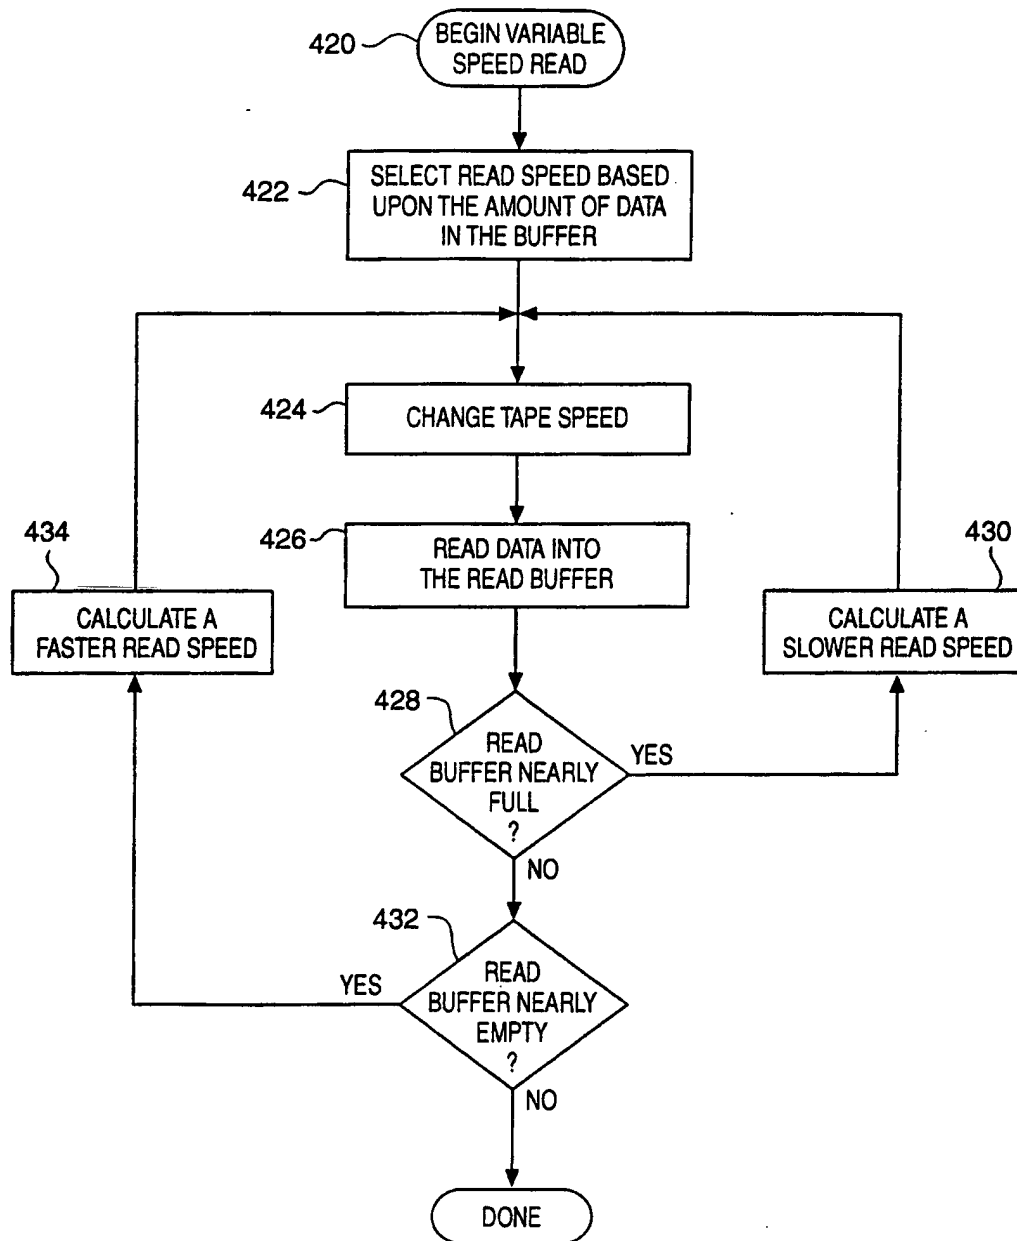 420
BEGIN VARIABLE
SPEED READ
422
SELECT READ SPEED BASED
UPON THE AMOUNT OF DATA
IN THE BUFFER
424
CHANGE TAPE SPEED
426
READ DATA INTO
THE READ BUFFER
434
CALCULATE A
FASTER READ SPEED
430
CALCULATE A
SLOWER READ SPEED
428
READ
BUFFER NEARLY
FULL
?
YES
NO
432
READ
BUFFER NEARLY
EMPTY
?
YES
NO
DONE